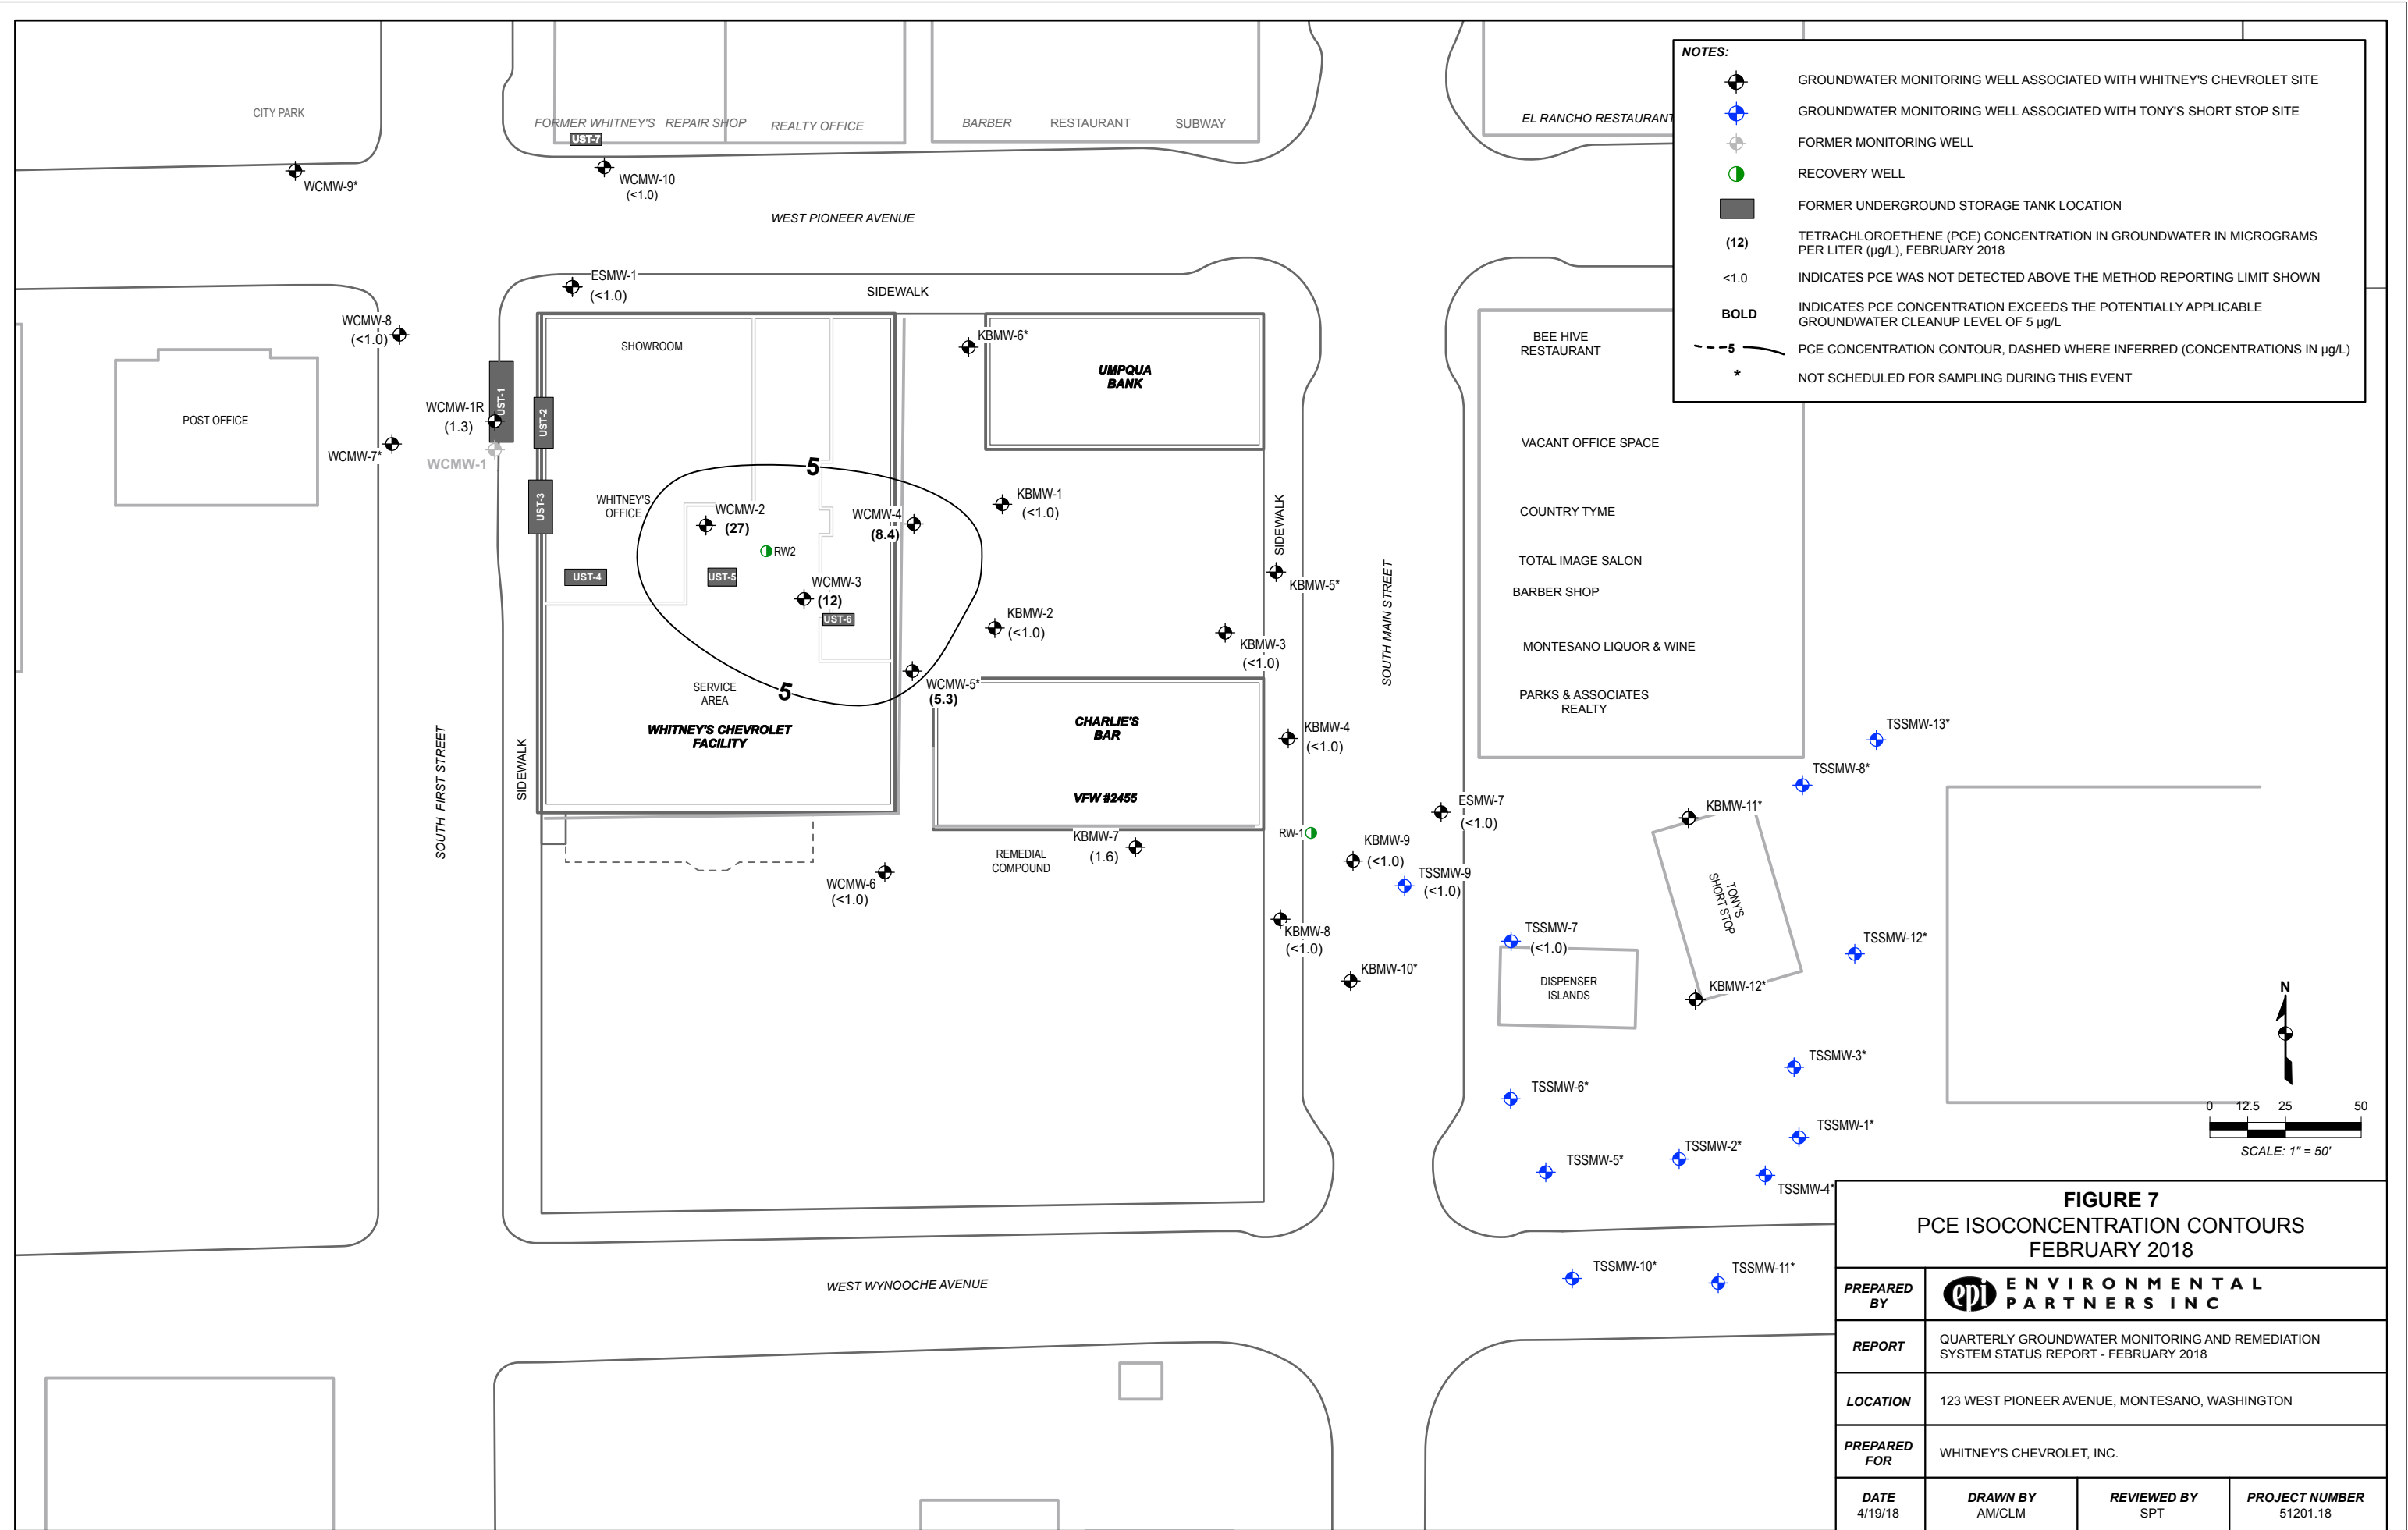 NOTES:
GROUNDWATER MONITORING WELL ASSOCIATED WITH WHITNEY'S CHEVROLET SITE
GROUNDWATER MONITORING WELL ASSOCIATED WITH TONY'S SHORT STOP SITE
FORMER MONITORING WELL
RECOVERY WELL
FORMER UNDERGROUND STORAGE TANK LOCATION
(12)
TETRACHLOROETHENE (PCE) CONCENTRATION IN GROUNDWATER IN MICROGRAMS
PER LITER (µg/L), FEBRUARY 2018
<1.0
INDICATES PCE WAS NOT DETECTED ABOVE THE METHOD REPORTING LIMIT SHOWN
BOLD
INDICATES PCE CONCENTRATION EXCEEDS THE POTENTIALLY APPLICABLE
GROUNDWATER CLEANUP LEVEL OF 5 µg/L
5
PCE CONCENTRATION CONTOUR, DASHED WHERE INFERRED (CONCENTRATIONS IN µg/L)
*
NOT SCHEDULED FOR SAMPLING DURING THIS EVENT
CITY PARK
FORMER WHITNEY'S REPAIR SHOP
UST-7
REALTY OFFICE
BARBER
RESTAURANT
SUBWAY
EL RANCHO RESTAURANT
WCMW-9*
WCMW-10
(<1.0)
WEST PIONEER AVENUE
ESMW-1
(<1.0)
SIDEWALK
WCMW-8
(<1.0)
SHOWROOM
KBMW-6*
UMPQUA
BANK
BEE HIVE
RESTAURANT
POST OFFICE
WCMW-1R
(1.3)
UST-1
UST-2
WCMW-7*
WCMW-1
VACANT OFFICE SPACE
5
UST-3
WHITNEY'S
OFFICE
WCMW-2
(27)
WCMW-4
(8.4)
KBMW-1
(<1.0)
SIDEWALK
COUNTRY TYME
RW2
TOTAL IMAGE SALON
UST-4
UST-5
WCMW-3
(12)
UST-6
KBMW-5*
BARBER SHOP
KBMW-2
(<1.0)
KBMW-3
(<1.0)
SOUTH MAIN STREET
MONTESANO LIQUOR & WINE
SERVICE
AREA
5
WCMW-5*
(5.3)
PARKS & ASSOCIATES
REALTY
WHITNEY'S CHEVROLET
FACILITY
CHARLIE'S
BAR
KBMW-4
(<1.0)
TSSMW-13*
SOUTH FIRST STREET
SIDEWALK
TSSMW-8*
VFW #2455
ESMW-7
(<1.0)
KBMW-11*
KBMW-7
(1.6)
RW-1
KBMW-9
(<1.0)
REMEDIAL
COMPOUND
WCMW-6
(<1.0)
TSSMW-9
(<1.0)
TONY'S
SHORT STOP
KBMW-8
(<1.0)
TSSMW-7
(<1.0)
TSSMW-12*
KBMW-10*
DISPENSER
ISLANDS
KBMW-12*
N
TSSMW-3*
TSSMW-6*
0 12.5 25 50
SCALE: 1" = 50'
TSSMW-1*
TSSMW-2*
TSSMW-5*
TSSMW-4*
TSSMW-10*
TSSMW-11*
WEST WYNOOCHE AVENUE
FIGURE 7
PCE ISOCONCENTRATION CONTOURS
FEBRUARY 2018
PREPARED
BY
epi
ENVIRONMENTAL
PARTNERS INC
REPORT
QUARTERLY GROUNDWATER MONITORING AND REMEDIATION
SYSTEM STATUS REPORT - FEBRUARY 2018
LOCATION
123 WEST PIONEER AVENUE, MONTESANO, WASHINGTON
PREPARED
FOR
WHITNEY'S CHEVROLET, INC.
DATE
4/19/18
DRAWN BY
AM/CLM
REVIEWED BY
SPT
PROJECT NUMBER
51201.18